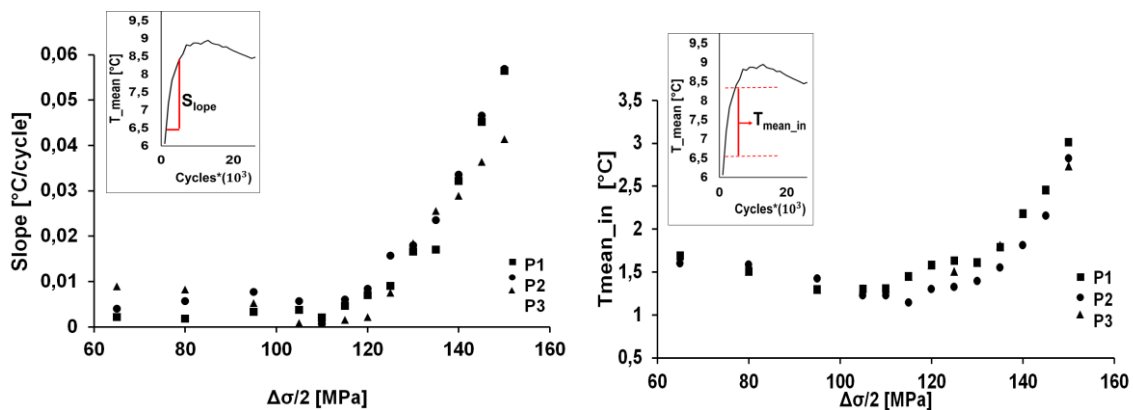 9,5
9
8,5
8
7,5
7
6,5
6
T_mean [°C]
Slope
0
20
Cycles*(10³)
0,06
0,05
0,04
0,03
0,02
0,01
0
Slope [°C/cycle]
P1
P2
P3
60 80 100 120 140 160
Δσ/2 [MPa]
9,5
9
8,5
8
7,5
7
6,5
6
T_mean [°C]
Tmean_in
0
20
Cycles*(10³)
3,5
3
2,5
2
1,5
1
0,5
Tmean_in [°C]
P1
P2
P3
60 80 100 120 140 160
Δσ/2 [MPa]